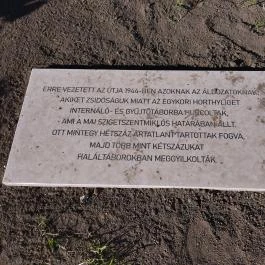 ERRE VEZETETT AZ ÚTJA 1944-BEN AZOKNAK AZ ÁLDOZATOKNAK,
AKIKET ZSIDÓSÁGUK MIATT AZ EGYKORI HORTHYLIGET
INTERNÁLÓ- ÉS GYŰJTŐTÁBORBA HURCOLTAK,
- AMI A MAI SZIGETSZENTMIKLÓS HATÁRÁBAN ÁLLT.
OTT MINTEGY HÉTSZÁZ ÁRTATLANT TARTOTTAK FOGVA,
MAJD TÖBB MINT KÉTSZÁZUKAT
HALÁLTÁBOROKBAN MEGGYILKOLTÁK.